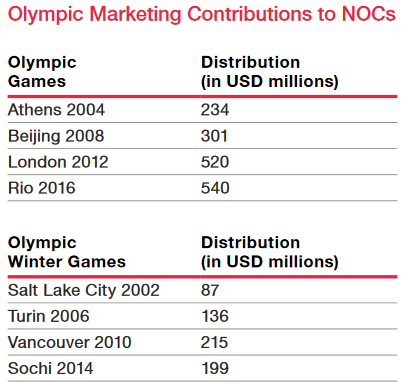 Olympic Marketing Contributions to NOCs
Olympic Distribution
Games (in USD millions)
Athens 2004 234
Beijing 2008 301
London 2012 520
Rio 2016 540
Olympic Distribution
Winter Games (in USD millions)
Salt Lake City 2002 87
Turin 2006 136
Vancouver 2010 215
Sochi 2014 199